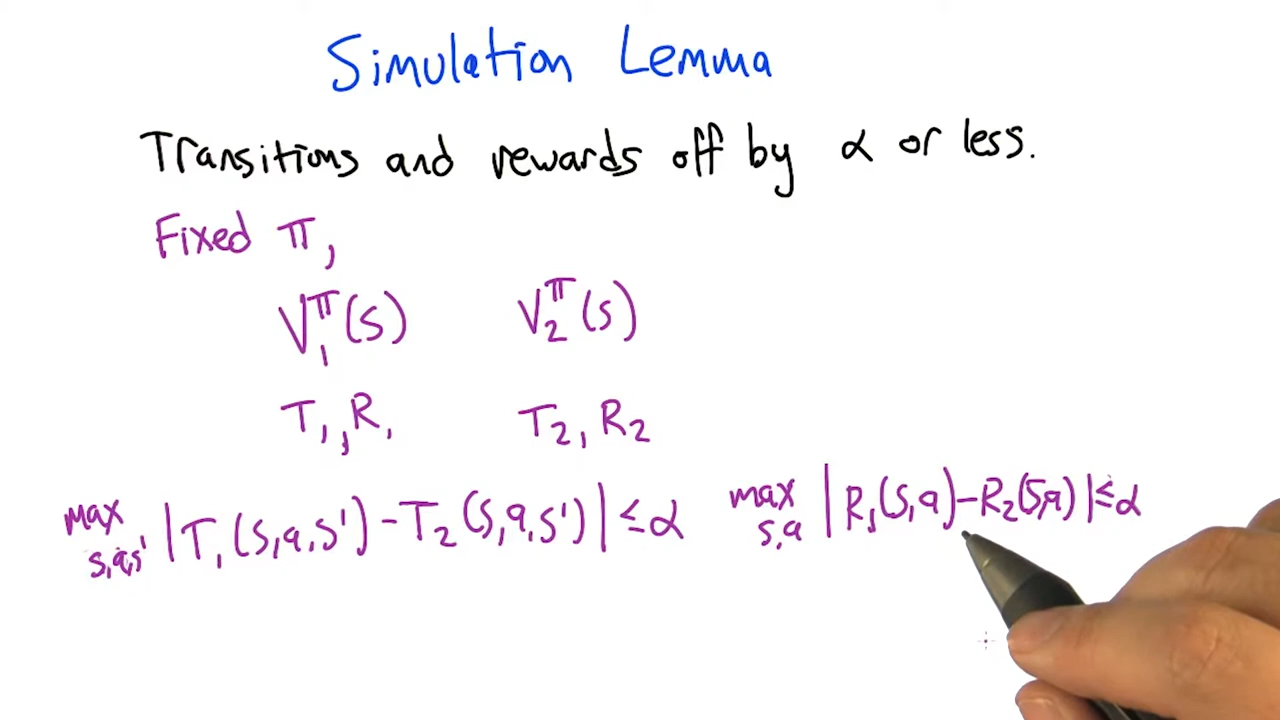 Simulation Lemma
Transitions and rewards off by α or less.
Fixed π,
V₁^π(s) V₂^π(s)
T₁, R₁ T₂, R₂
max_{s,a,s'} |T₁(s,a,s') - T₂(s,a,s')| ≤ α max_{s,a} |R₁(s,a) - R₂(s,a)| ≤ α